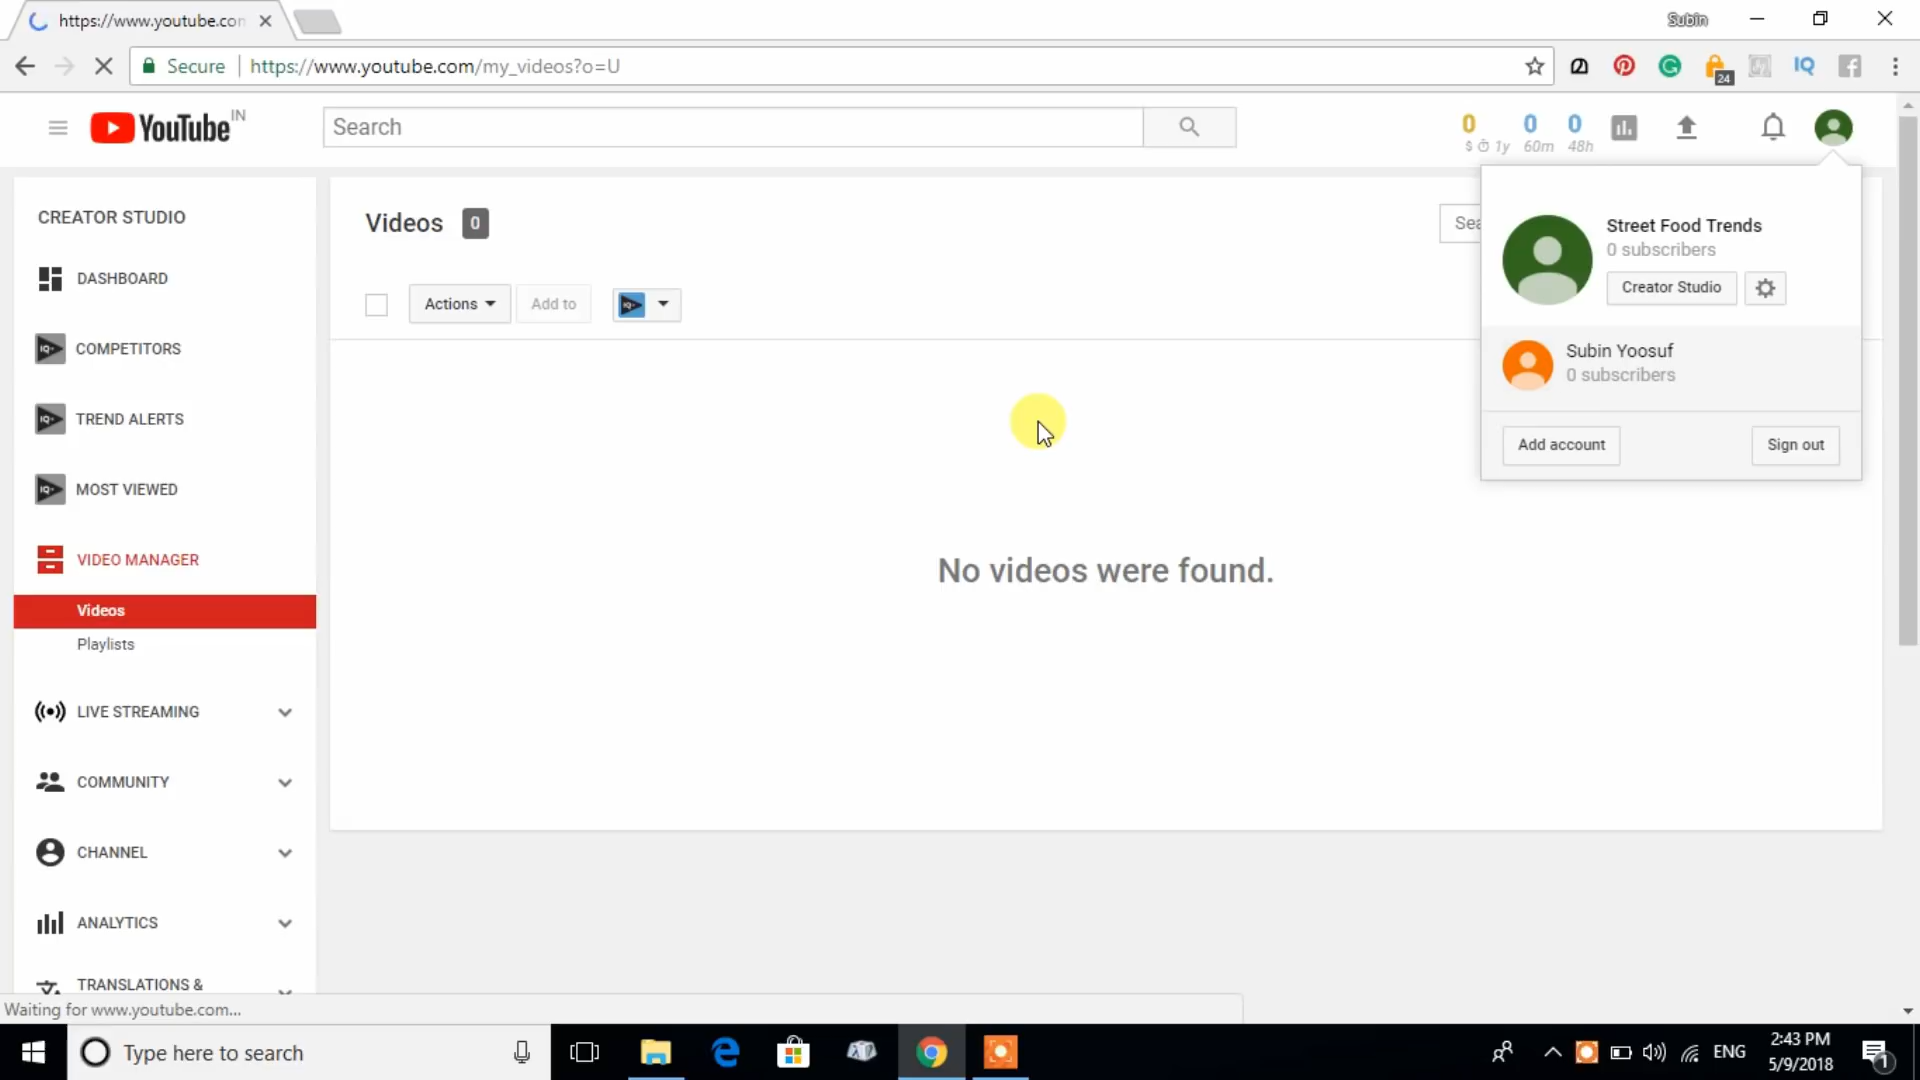 https://www.youtube.con
Subin
Secure
https://www.youtube.com/my_videos?o=U
24
IQ
YouTube IN
Search
0 0 0
$ 1y 60m 48h
CREATOR STUDIO
DASHBOARD
COMPETITORS
TREND ALERTS
MOST VIEWED
VIDEO MANAGER
Videos
Playlists
LIVE STREAMING
COMMUNITY
CHANNEL
ANALYTICS
TRANSLATIONS &
Videos 0
Sea
Actions
Add to
No videos were found.
Street Food Trends
0 subscribers
Creator Studio
Subin Yoosuf
0 subscribers
Add account
Sign out
Waiting for www.youtube.com...
Type here to search
ENG
2:43 PM
5/9/2018
1